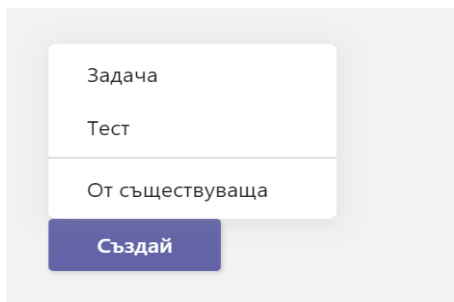 Задача
Тест
От съществуваща
Създай